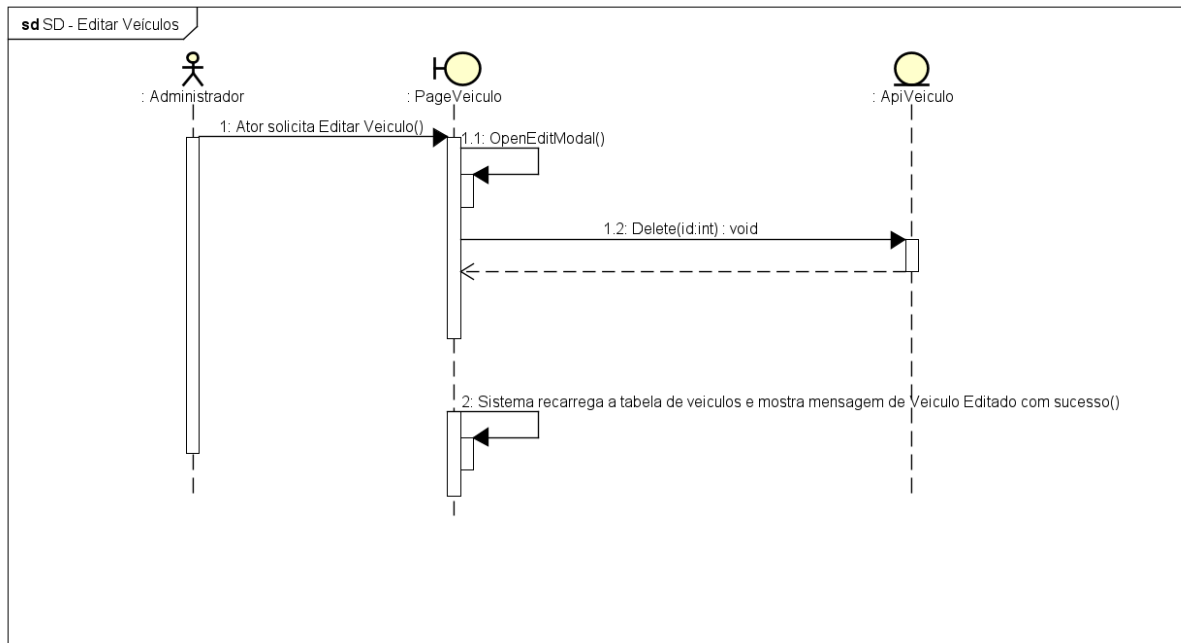 sd SD - Editar Veículos
: Administrador
: PageVeiculo
: ApiVeiculo
1: Ator solicita Editar Veiculo()
1.1: OpenEditModal()
1.2: Delete(id:int) : void
2: Sistema recarrega a tabela de veiculos e mostra mensagem de Veiculo Editado com sucesso()